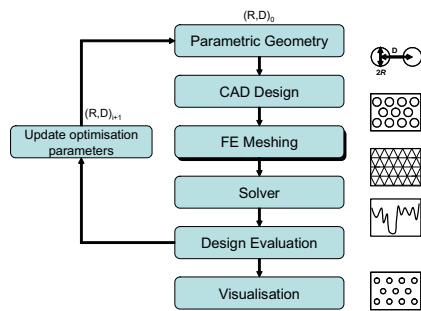 (R,D)₀
Parametric Geometry
D
2R
CAD Design
(R,D)ᵢ₊₁
Update optimisation
parameters
FE Meshing
Solver
Design Evaluation
Visualisation